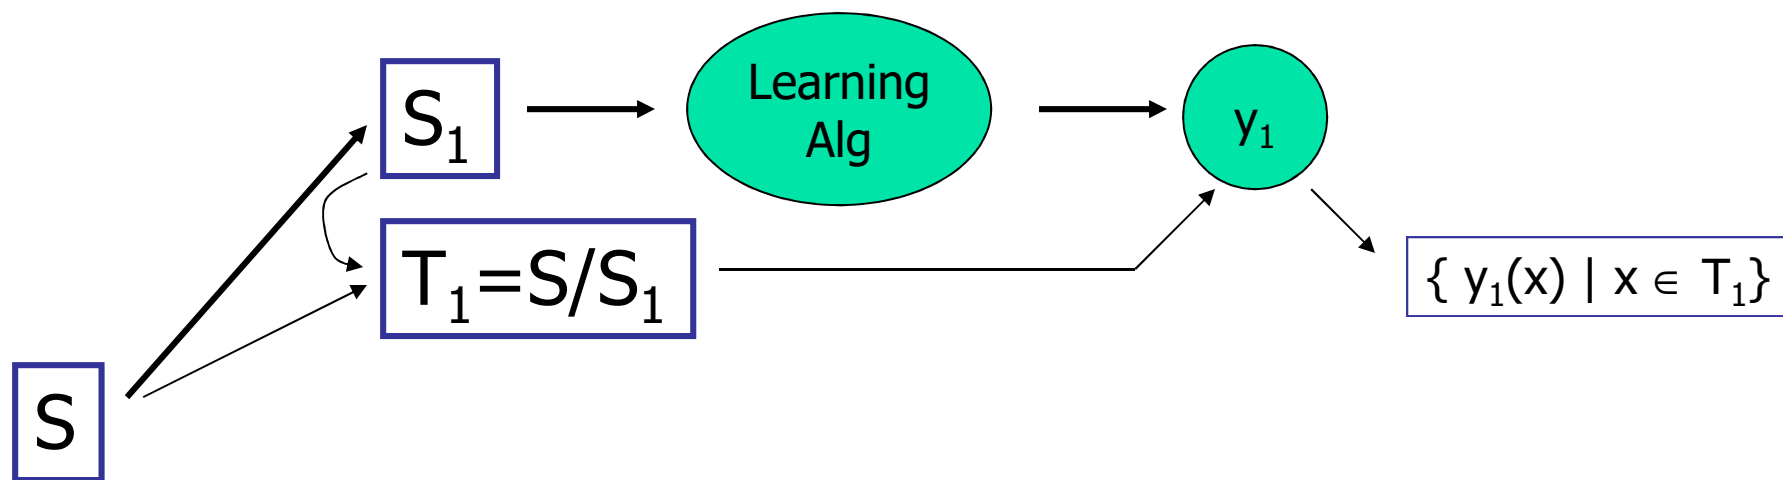 S₁
Learning
Alg
y₁
T₁=S/S₁
{ y₁(x) | x ∈ T₁}
S